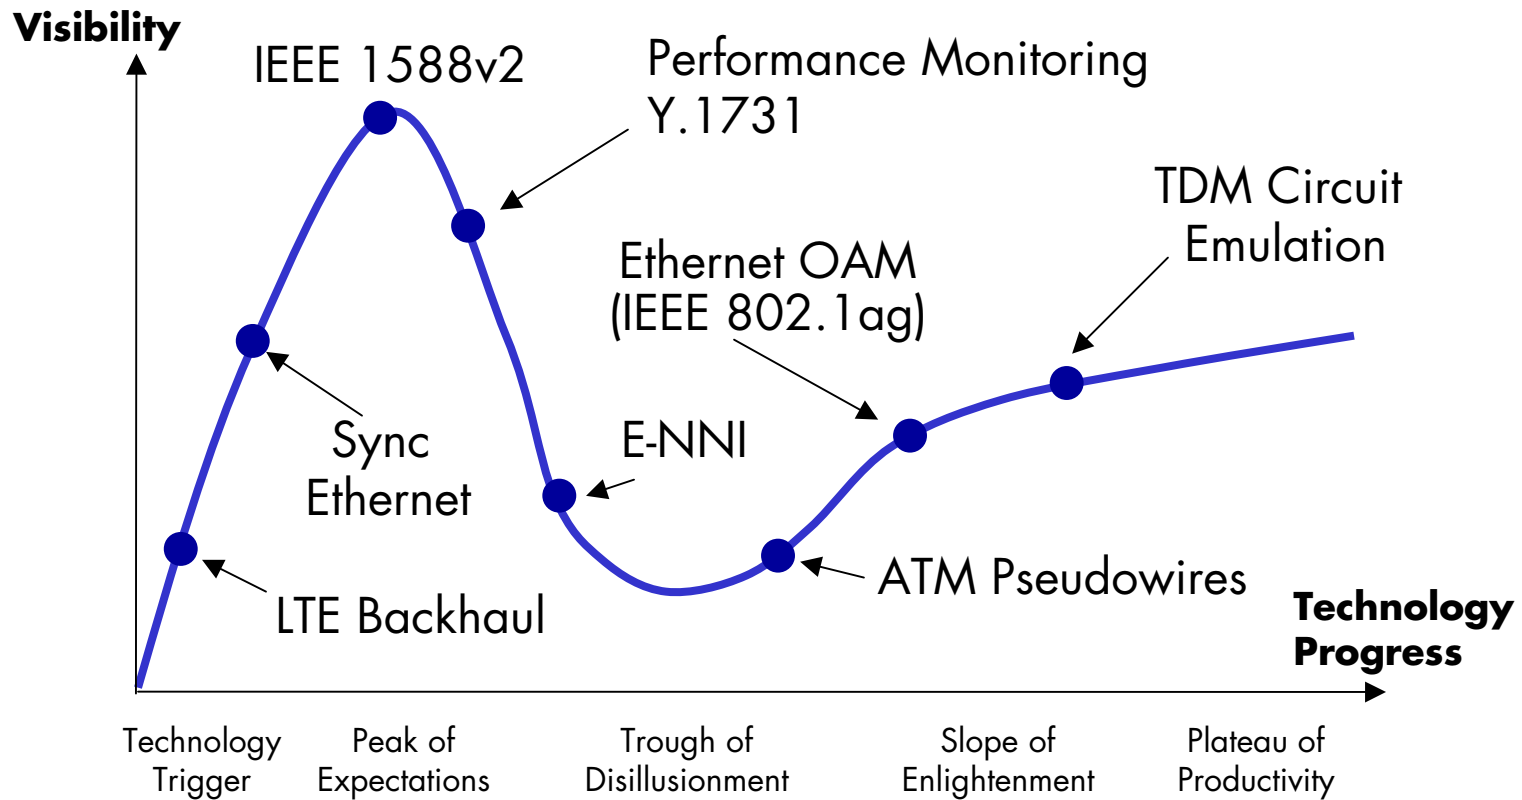 Visibility
IEEE 1588v2
Performance Monitoring
Y.1731
TDM Circuit
Emulation
Ethernet OAM
(IEEE 802.1ag)
Sync
Ethernet
E-NNI
LTE Backhaul
ATM Pseudowires
Technology
Progress
Technology
Trigger
Peak of
Expectations
Trough of
Disillusionment
Slope of
Enlightenment
Plateau of
Productivity